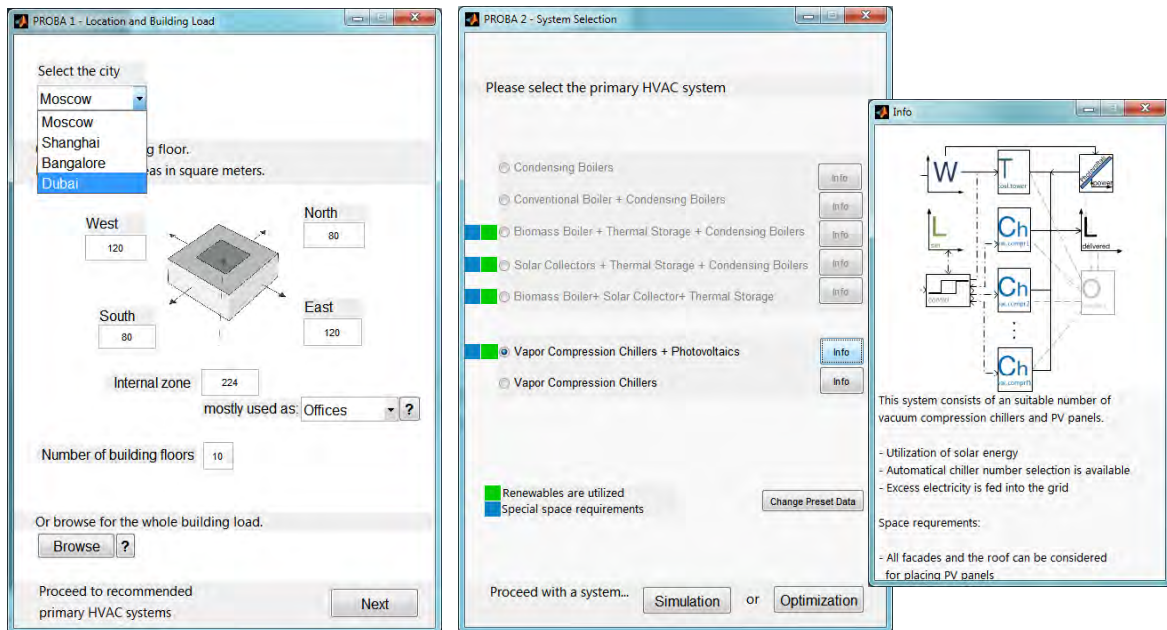 PROBA 1 - Location and Building Load
Select the city
Moscow
Moscow
Shanghai
Bangalore
Dubai
g floor.
eas in square meters.
West
120
North
80
South
80
East
120
Internal zone
224
mostly used as:
Offices
?
Number of building floors
10
Or browse for the whole building load.
Browse
?
Proceed to recommended
primary HVAC systems
Next
PROBA 2 - System Selection
Please select the primary HVAC system
Condensing Boilers
Info
Conventional Boiler + Condensing Boilers
Info
Biomass Boiler + Thermal Storage + Condensing Boilers
Info
Solar Collectors + Thermal Storage + Condensing Boilers
Info
Biomass Boiler+ Solar Collector+ Thermal Storage
Info
Vapor Compression Chillers + Photovoltaics
Info
Vapor Compression Chillers
Info
Renewables are utilized
Special space requirements
Change Preset Data
Proceed with a system...
Simulation
or
Optimization
Info
W
T
power
L
Ch
L
delivered
Ch
O
Ch
This system consists of an suitable number of
vacuum compression chillers and PV panels.
- Utilization of solar energy
- Automatical chiller number selection is available
- Excess electricity is fed into the grid
Space requrements:
- All facades and the roof can be considered
for placing PV panels